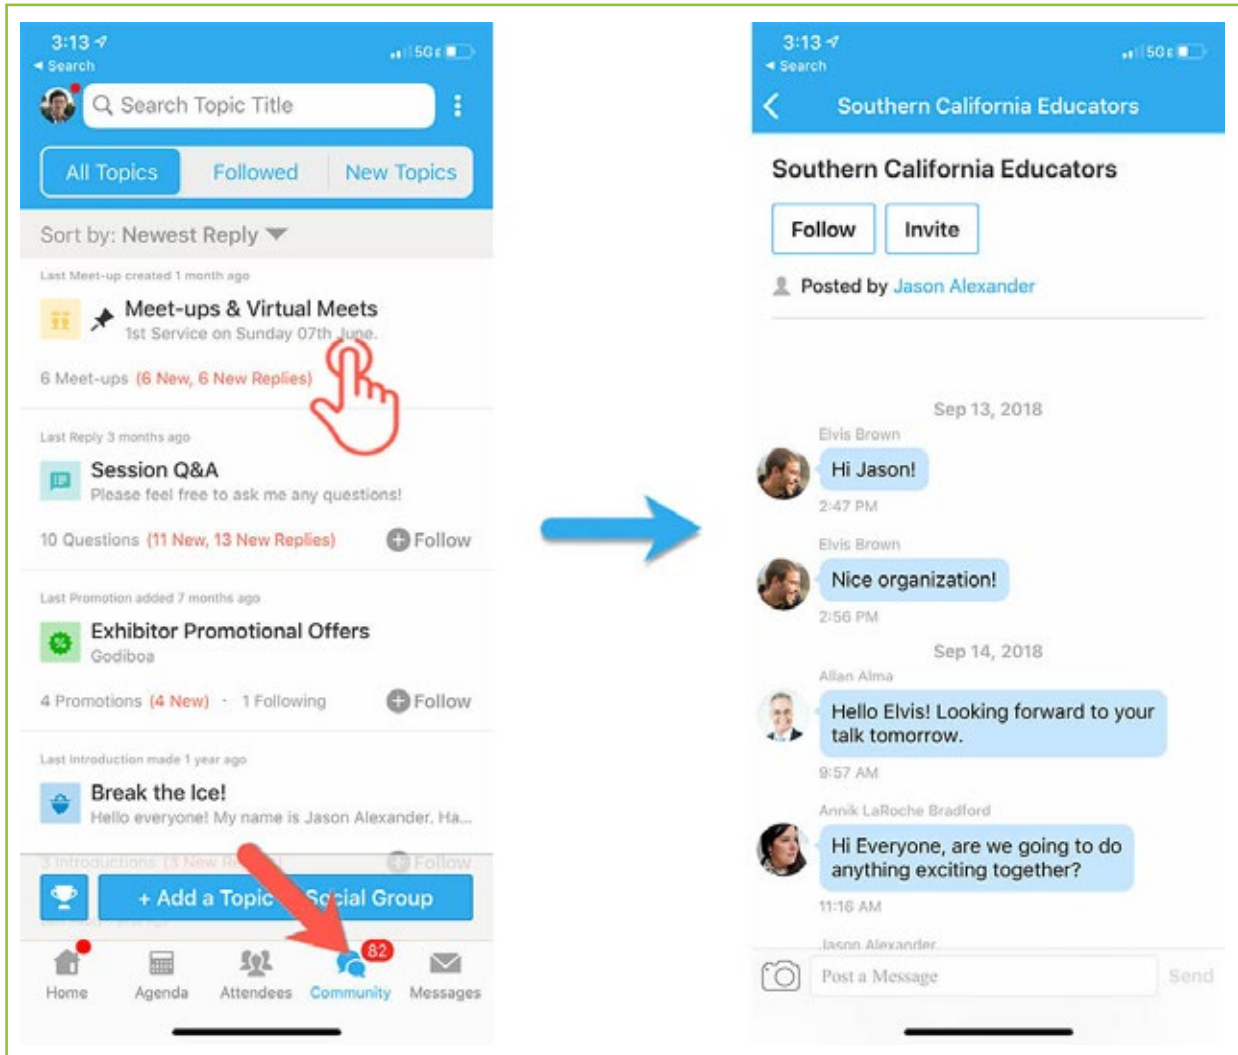 3:13
5G E
◀ Search
Search Topic Title
All Topics
Followed
New Topics
Sort by: Newest Reply
Last Meet-up created 1 month ago
Meet-ups & Virtual Meets
1st Service on Sunday 07th June.
6 Meet-ups (6 New, 6 New Replies)
Last Reply 3 months ago
Session Q&A
Please feel free to ask me any questions!
10 Questions (11 New, 13 New Replies)
Follow
Last Promotion added 7 months ago
Exhibitor Promotional Offers
Godiboa
4 Promotions (4 New) · 1 Following
Follow
Last Introduction made 1 year ago
Break the Ice!
Hello everyone! My name is Jason Alexander. Ha...
3 Introductions (3 New
Follow
+ Add a Topic
Social Group
82
Home
Agenda
Attendees
Community
Messages
3:13
5G E
◀ Search
Southern California Educators
Southern California Educators
Follow
Invite
Posted by Jason Alexander
Sep 13, 2018
Elvis Brown
Hi Jason!
2:47 PM
Elvis Brown
Nice organization!
2:56 PM
Sep 14, 2018
Allan Alma
Hello Elvis! Looking forward to your
talk tomorrow.
9:57 AM
Annik LaRoche Bradford
Hi Everyone, are we going to do
anything exciting together?
11:16 AM
Jason Alexander
Post a Message
Send